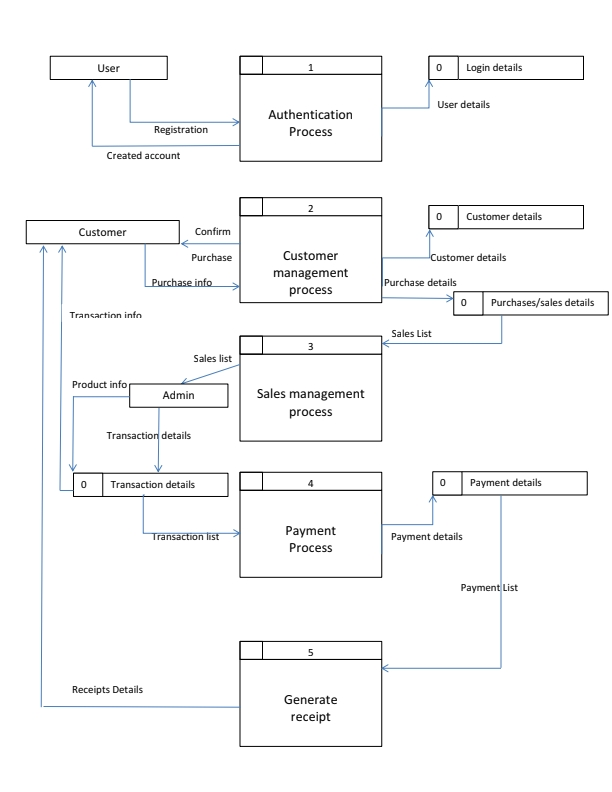 User
1
0 Login details
Authentication
Process
User details
Registration
Created account
2
0 Customer details
Customer
Confirm
Purchase
Customer
management
process
Customer details
Purchase info
Purchase details
0 Purchases/sales details
Transaction info
Sales List
3
Sales list
Product info
Admin
Sales management
process
Transaction details
0 Transaction details
4
0 Payment details
Payment
Process
Transaction list
Payment details
Payment List
5
Receipts Details
Generate
receipt